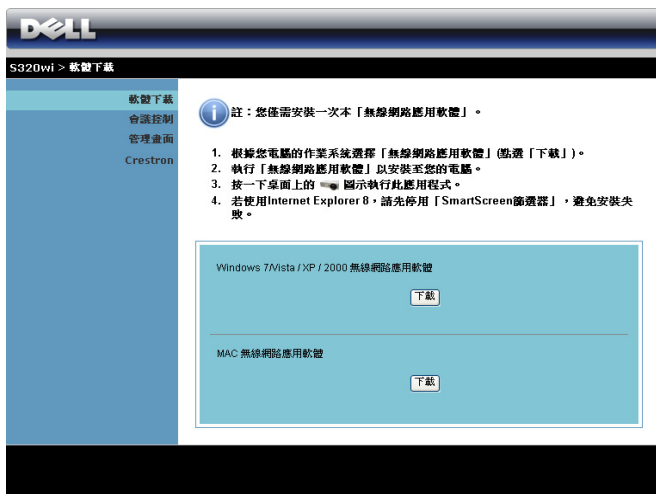 DELL
S320wi > 軟體下載
軟體下載
會議控制
管理畫面
Crestron
註：您僅需安裝一次本「無線網路應用軟體」。
1. 根據您電腦的作業系統選擇「無線網路應用軟體」(點選「下載」)。
2. 執行「無線網路應用軟體」以安裝至您的電腦。
3. 按一下桌面上的 圖示執行此應用程式。
4. 若使用Internet Explorer 8，請先停用「SmartScreen篩選器」，避免安裝失
敗。
Windows 7/Vista / XP / 2000 無線網路應用軟體
下載
MAC 無線網路應用軟體
下載